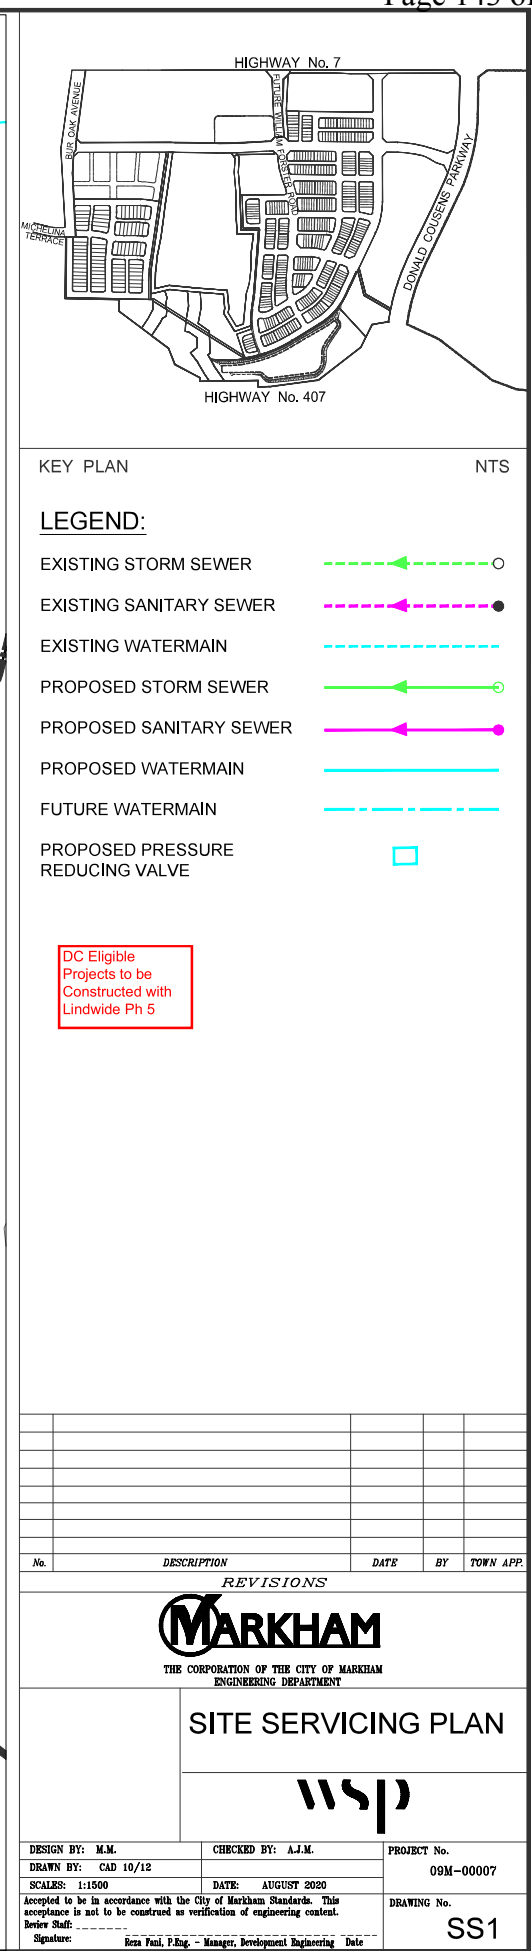 Page 143 of
HIGHWAY No. 7
BUR OAK AVENUE
FUTURE WILLIAM FORSTER ROAD
DONALD COUSENS PARKWAY
MICHELINA
TERRACE
HIGHWAY No. 407
KEY PLAN NTS
LEGEND:
EXISTING STORM SEWER
EXISTING SANITARY SEWER
EXISTING WATERMAIN
PROPOSED STORM SEWER
PROPOSED SANITARY SEWER
PROPOSED WATERMAIN
FUTURE WATERMAIN
PROPOSED PRESSURE
REDUCING VALVE
DC Eligible
Projects to be
Constructed with
Lindwide Ph 5
No. DESCRIPTION DATE BY TOWN APP.
REVISIONS
MARKHAM
THE CORPORATION OF THE CITY OF MARKHAM
ENGINEERING DEPARTMENT
SITE SERVICING PLAN
wsp
DESIGN BY: M.M. CHECKED BY: A.J.M. PROJECT No.
DRAWN BY: CAD 10/12 09M-00007
SCALES: 1:1500 DATE: AUGUST 2020
Accepted to be in accordance with the City of Markham Standards. This
acceptance is not to be construed as verification of engineering content.
DRAWING No.
Review Staff: _______
SS1
Signature:
Reza Fani, P.Eng. - Manager, Development Engineering Date